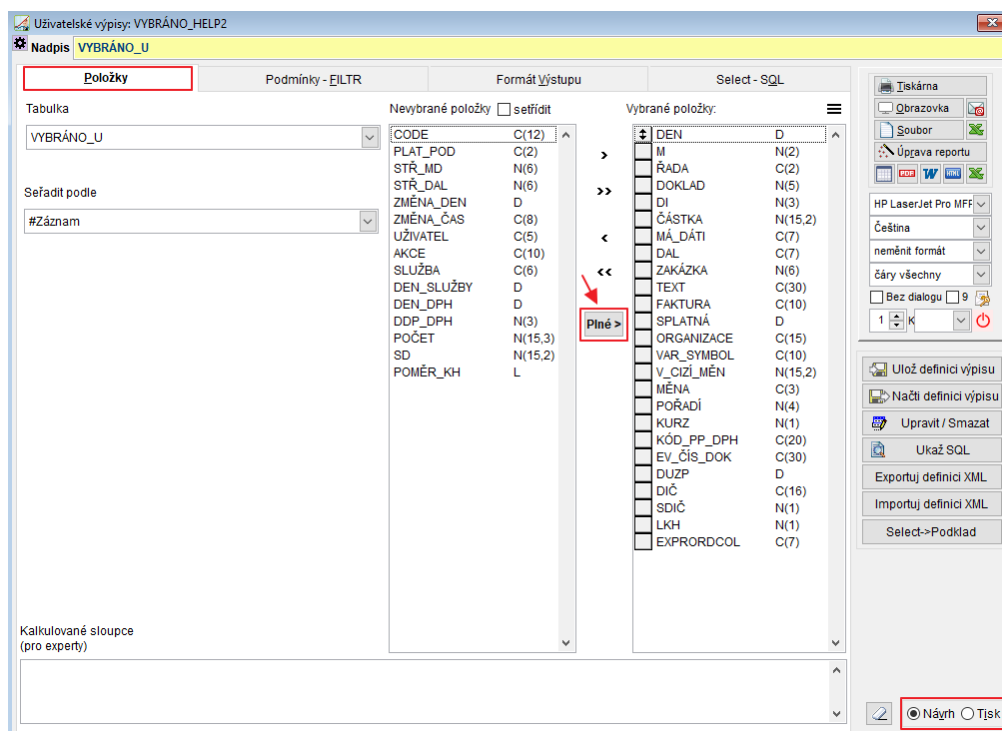 Uživatelské výpisy: VYBRÁNO_HELP2
Nadpis VYBRÁNO_U
Položky
Podmínky - FILTR
Formát Výstupu
Select - SQL
Tabulka
VYBRÁNO_U
Seřadit podle
#Záznam
Nevybrané položky setřídit
CODE C(12)
PLAT_POD C(2)
STŘ_MD N(6)
STŘ_DAL N(6)
ZMĚNA_DEN D
ZMĚNA_ČAS C(8)
UŽIVATEL C(5)
AKCE C(10)
SLUŽBA C(6)
DEN_SLUŽBY D
DEN_DPH D
DDP_DPH N(3)
POČET N(15,3)
SD N(15,2)
POMĚR_KH L
>
>>
<
<<
Plné >
Vybrané položky:
DEN D
M N(2)
ŘADA C(2)
DOKLAD N(5)
DI N(3)
ČÁSTKA N(15,2)
MÁ_DÁTI C(7)
DAL C(7)
ZAKÁZKA N(6)
TEXT C(30)
FAKTURA C(10)
SPLATNÁ D
ORGANIZACE C(15)
VAR_SYMBOL C(10)
V_CIZÍ_MĚN N(15,2)
MĚNA C(3)
POŘADÍ N(4)
KURZ N(1)
KÓD_PP_DPH C(20)
EV_ČÍS_DOK C(30)
DUZP D
DIČ C(16)
SDIČ N(1)
LKH N(1)
EXPRORDCOL C(7)
Kalkulované sloupce
(pro experty)
Tiskárna
Obrazovka
Soubor
Úprava reportu
PDF W HTML
HP LaserJet Pro MFF
Čeština
neměnit formát
čáry všechny
Bez dialogu 9
1 K
Ulož definici výpisu
Načti definici výpisu
Upravit / Smazat
Ukaž SQL
Exportuj definici XML
Importuj definici XML
Select->Podklad
Návrh Tisk